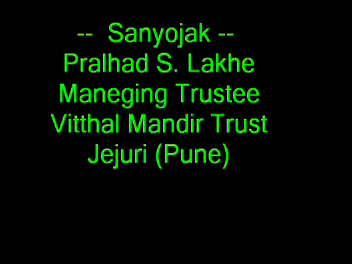 -- Sanyojak --
Pralhad S. Lakhe
Maneging Trustee
Vitthal Mandir Trust
Jejuri (Pune)